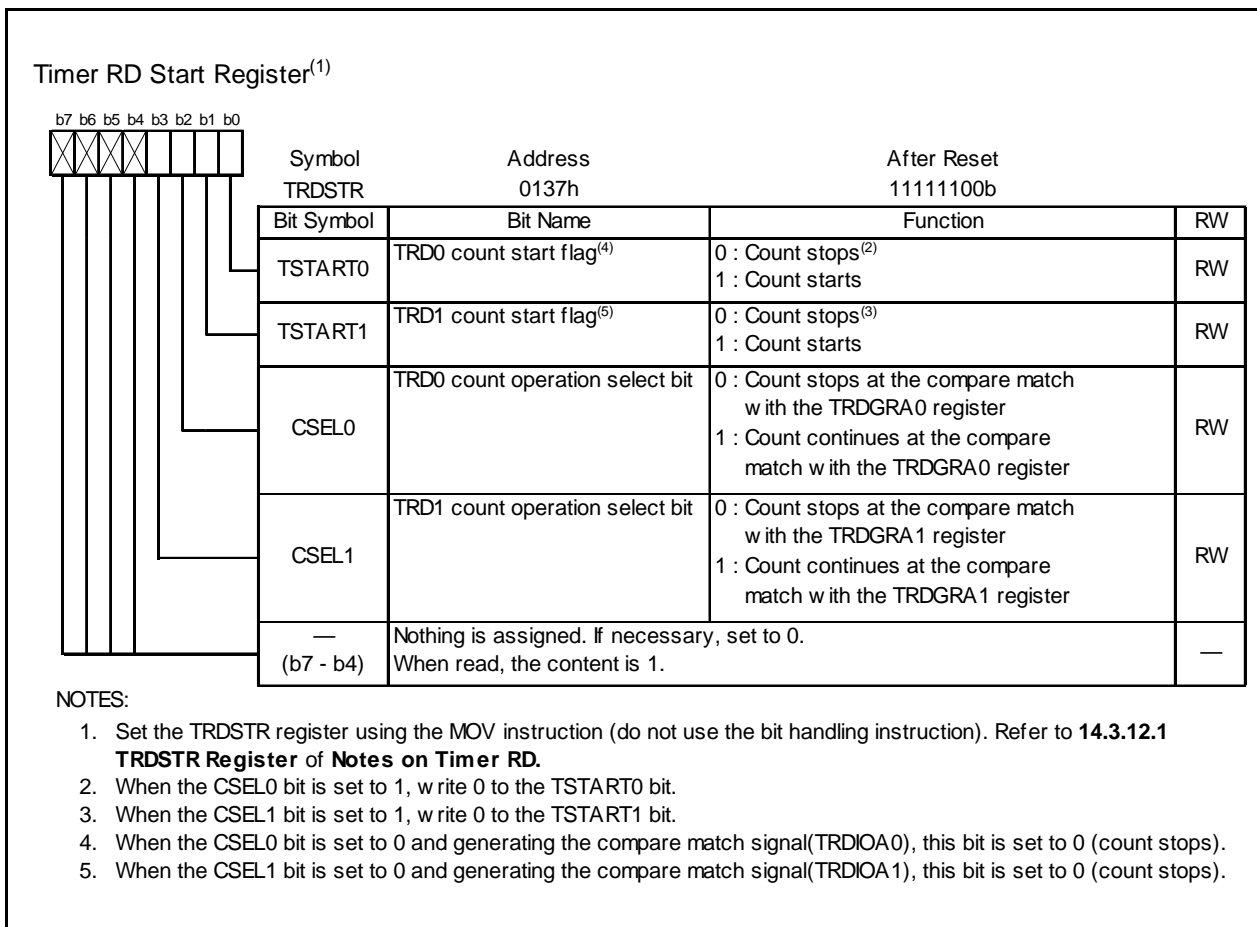 Timer RD Start Register(1)
b7 b6 b5 b4 b3 b2 b1 b0
Symbol Address After Reset
TRDSTR 0137h 11111100b
Bit Symbol Bit Name Function RW
TSTART0 TRD0 count start flag(4) 0 : Count stops(2) RW
1 : Count starts
TSTART1 TRD1 count start flag(5) 0 : Count stops(3) RW
1 : Count starts
CSEL0 TRD0 count operation select bit 0 : Count stops at the compare match RW
with the TRDGRA0 register
1 : Count continues at the compare
match with the TRDGRA0 register
CSEL1 TRD1 count operation select bit 0 : Count stops at the compare match RW
with the TRDGRA1 register
1 : Count continues at the compare
match with the TRDGRA1 register
— Nothing is assigned. If necessary, set to 0. —
(b7 - b4) When read, the content is 1.
NOTES:
1. Set the TRDSTR register using the MOV instruction (do not use the bit handling instruction). Refer to 14.3.12.1
TRDSTR Register of Notes on Timer RD.
2. When the CSEL0 bit is set to 1, write 0 to the TSTART0 bit.
3. When the CSEL1 bit is set to 1, write 0 to the TSTART1 bit.
4. When the CSEL0 bit is set to 0 and generating the compare match signal(TRDIOA0), this bit is set to 0 (count stops).
5. When the CSEL1 bit is set to 0 and generating the compare match signal(TRDIOA1), this bit is set to 0 (count stops).